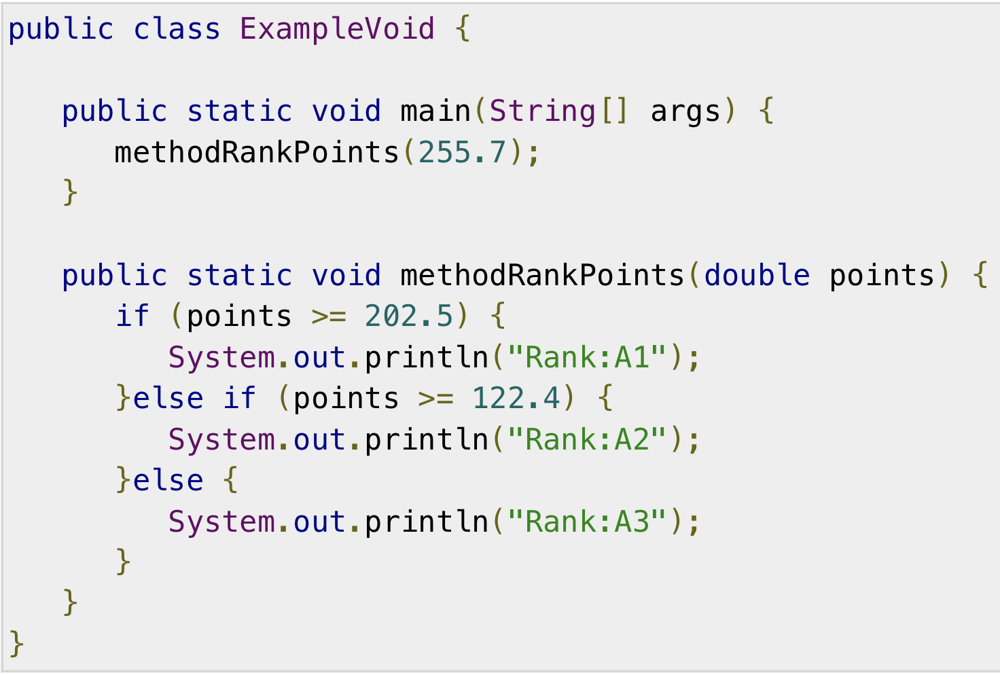 public class ExampleVoid {

   public static void main(String[] args) {
      methodRankPoints(255.7);
   }

   public static void methodRankPoints(double points) {
      if (points >= 202.5) {
         System.out.println("Rank:A1");
      }else if (points >= 122.4) {
         System.out.println("Rank:A2");
      }else {
         System.out.println("Rank:A3");
      }
   }
}